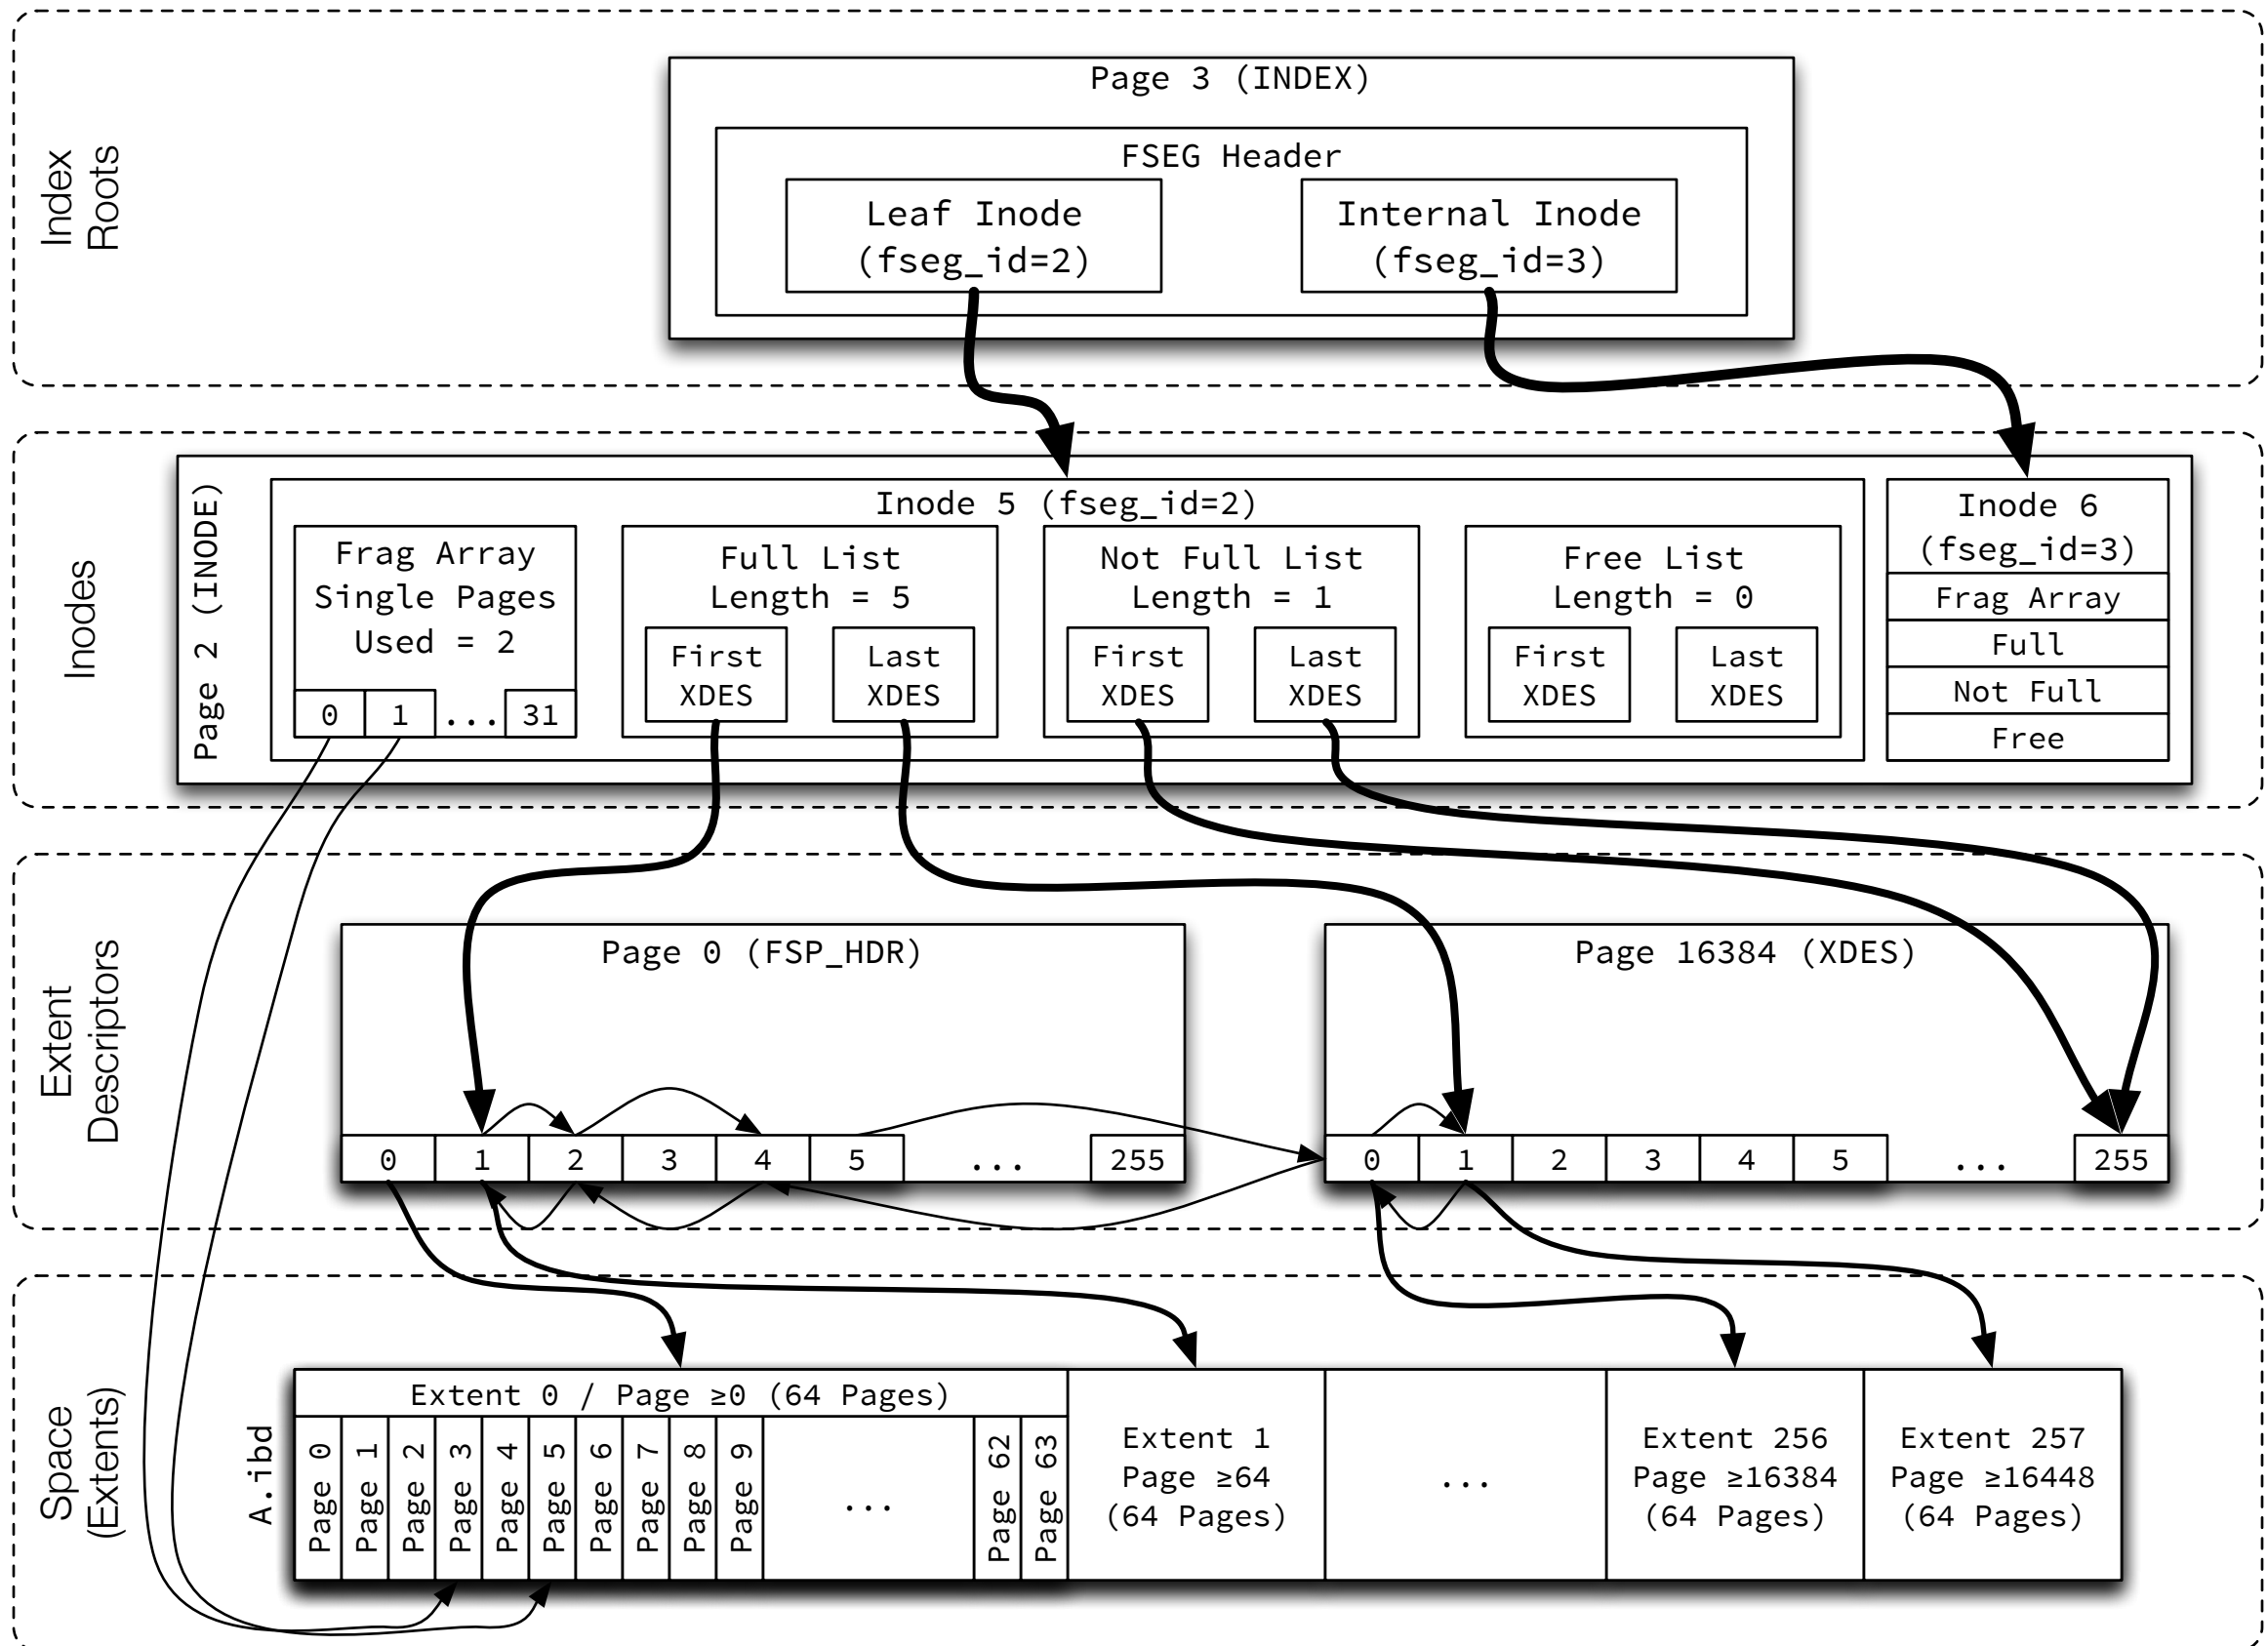 Index
Roots
Page 3 (INDEX)
FSEG Header
Leaf Inode
(fseg_id=2)
Internal Inode
(fseg_id=3)
Inodes
Page 2 (INODE)
Inode 5 (fseg_id=2)
Frag Array
Single Pages
Used = 2
0 1 ... 31
Full List
Length = 5
First
XDES
Last
XDES
Not Full List
Length = 1
First
XDES
Last
XDES
Free List
Length = 0
First
XDES
Last
XDES
Inode 6
(fseg_id=3)
Frag Array
Full
Not Full
Free
Extent
Descriptors
Page 0 (FSP_HDR)
0 1 2 3 4 5 ... 255
Page 16384 (XDES)
0 1 2 3 4 5 ... 255
Space
(Extents)
A.ibd
Extent 0 / Page ≥0 (64 Pages)
Page 0
Page 1
Page 2
Page 3
Page 4
Page 5
Page 6
Page 7
Page 8
Page 9
...
Page 62
Page 63
Extent 1
Page ≥64
(64 Pages)
...
Extent 256
Page ≥16384
(64 Pages)
Extent 257
Page ≥16448
(64 Pages)